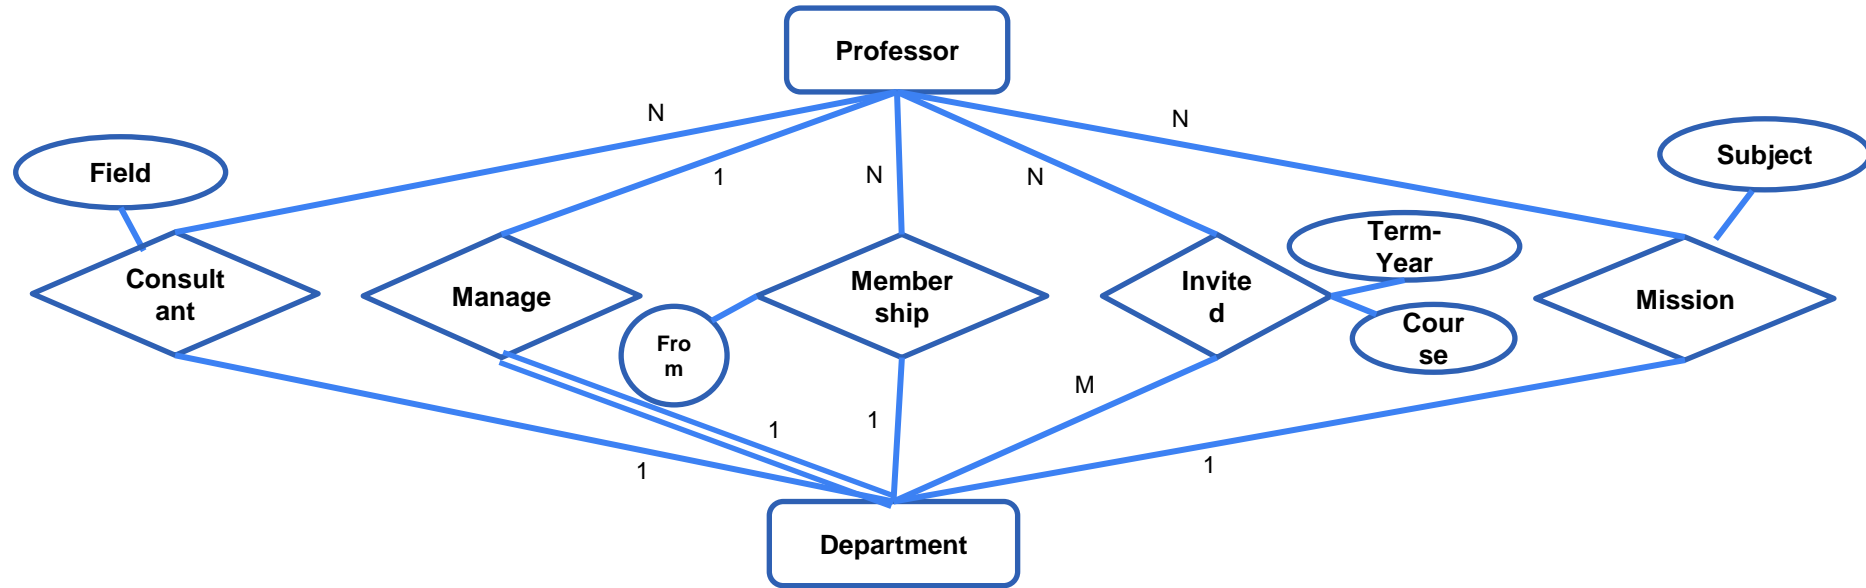 Professor
N
N
Field
Subject
1
N
N
Term-
Year
Consult
ant
Manage
Member
ship
Invite
d
Mission
Fro
m
Cour
se
M
1
1
1
1
Department